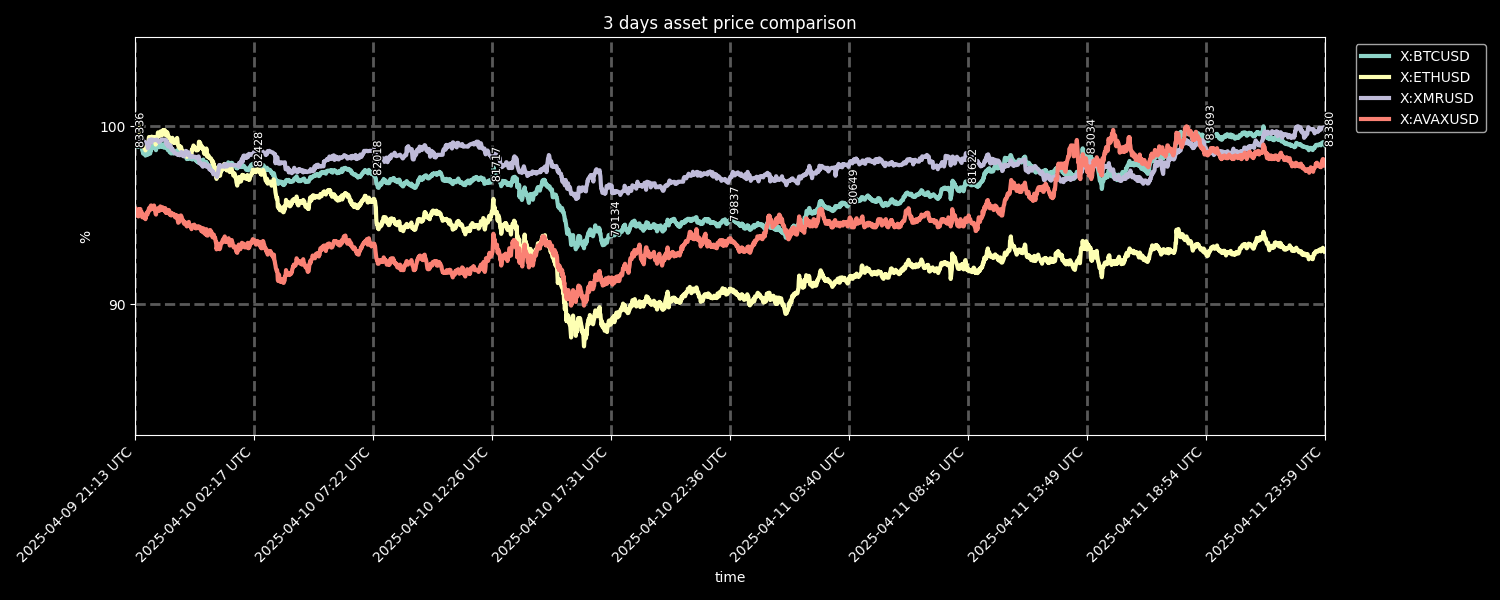 3 days asset price comparison
X:BTCUSD
X:ETHUSD
X:XMRUSD
X:AVAXUSD
100
90
%
83336
82428
82018
81717
79134
79837
80649
81622
83034
83693
83380
2025-04-09 21:13 UTC
2025-04-10 02:17 UTC
2025-04-10 07:22 UTC
2025-04-10 12:26 UTC
2025-04-10 17:31 UTC
2025-04-10 22:36 UTC
2025-04-11 03:40 UTC
2025-04-11 08:45 UTC
2025-04-11 13:49 UTC
2025-04-11 18:54 UTC
2025-04-11 23:59 UTC
time